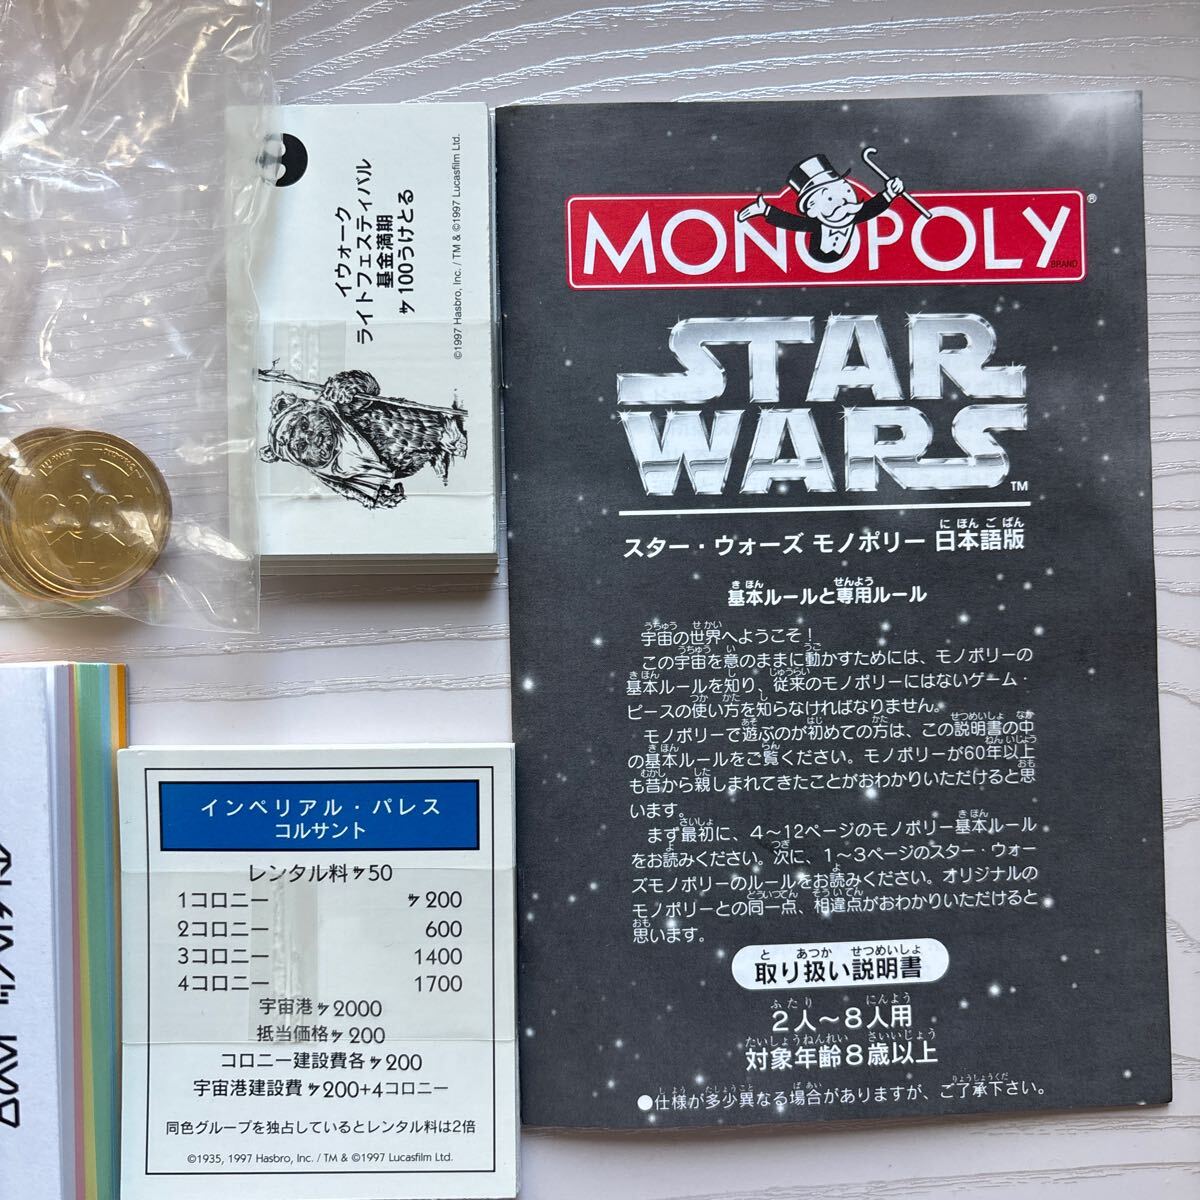 イウォーク
ライトフェスティバル
基金満期
サ100うけとる
©1997 Hasbro, Inc. / TM & ©1997 Lucasfilm Ltd.
MONOPOLY®
BRAND
STAR
WARS™
スター・ウォーズ モノポリー 日本語版
基本ルールと専用ルール
宇宙の世界へようこそ！
この宇宙を意のままに動かすためには、モノポリーの
基本ルールを知り、従来のモノポリーにはないゲーム・
ピースの使い方を知らなければなりません。
モノポリーで遊ぶのが初めての方は、この説明書の中
の基本ルールをご覧ください。モノポリーが60年以上
も昔から親しまれてきたことがおわかりいただけると思
います。
まず最初に、4～12ページのモノポリー基本ルール
をお読みください。次に、1～3ページのスター・ウォー
ズモノポリーのルールをお読みください。オリジナルの
モノポリーとの同一点、相違点がおわかりいただけると
思います。
取り扱い説明書
2人～8人用
対象年齢8歳以上
●仕様が多少異なる場合がありますが、ご了承下さい。
インペリアル・パレス
コルサント
レンタル料サ50
1コロニー サ200
2コロニー 600
3コロニー 1400
4コロニー 1700
宇宙港サ2000
抵当価格サ200
コロニー建設費各サ200
宇宙港建設費サ200+4コロニー
同色グループを独占しているとレンタル料は2倍
©1935, 1997 Hasbro, Inc. / TM & ©1997 Lucasfilm Ltd.